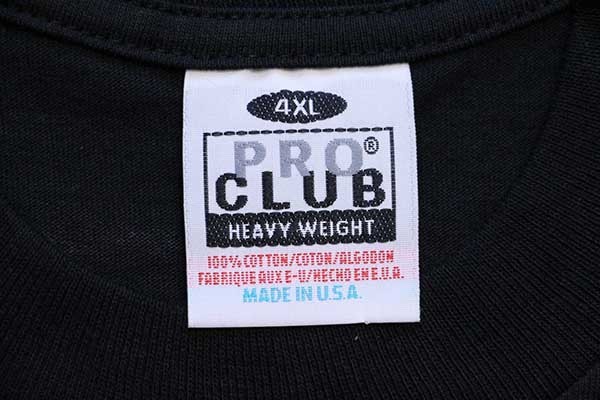 4XL
PRO®
CLUB
HEAVY WEIGHT
100% COTTON/COTON/ALGODON
FABRIQUE AUX E-U/HECHO EN E.U.A.
MADE IN U.S.A.